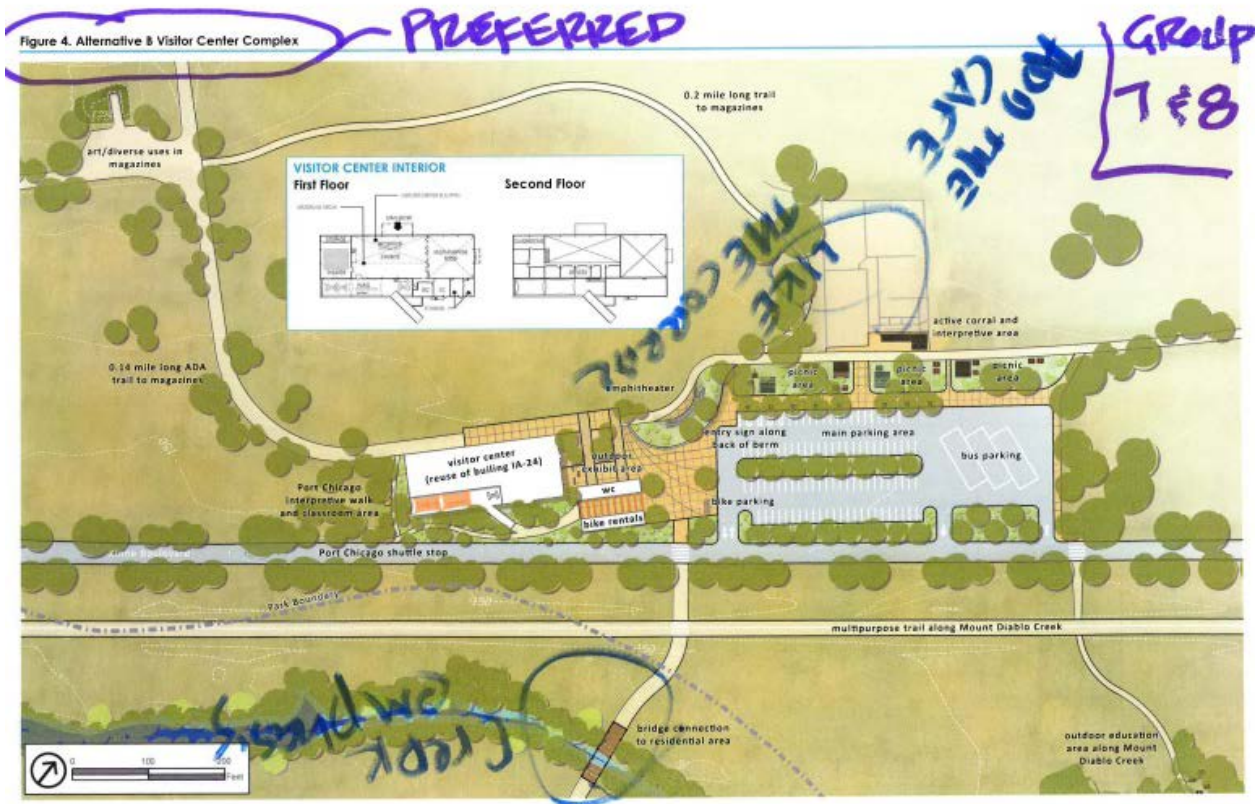 Figure 4. Alternative B Visitor Center Complex
PREFERRED
GROUP
7 & 8
ADD THE
CAFE
0.2 mile long trail
to magazines
art/diverse uses in
magazines
VISITOR CENTER INTERIOR
First Floor
Second Floor
LIKE
THE
CORRAL
active corral and
interpretive area
0.14 mile long ADA
trail to magazines
amphitheater
picnic
area
picnic
area
picnic
area
entry sign along
back of berm
main parking area
bus parking
visitor center
(reuse of builing IA-24)
outdoor
exhibit area
wc
bike rentals
bike parking
Port Chicago
interpretive walk
and classroom area
Port Chicago shuttle stop
Park Boundary
multipurpose trail along Mount Diablo Creek
CREEK
bridge connection
to residential area
outdoor education
area along Mount
Diablo Creek
0 100 200
Feet